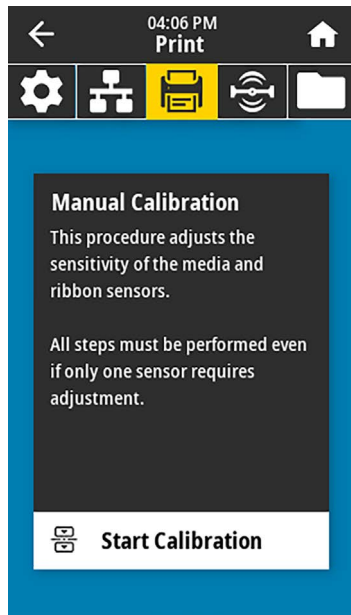 04:06 PM
Print
Manual Calibration
This procedure adjusts the
sensitivity of the media and
ribbon sensors.
All steps must be performed even
if only one sensor requires
adjustment.
Start Calibration